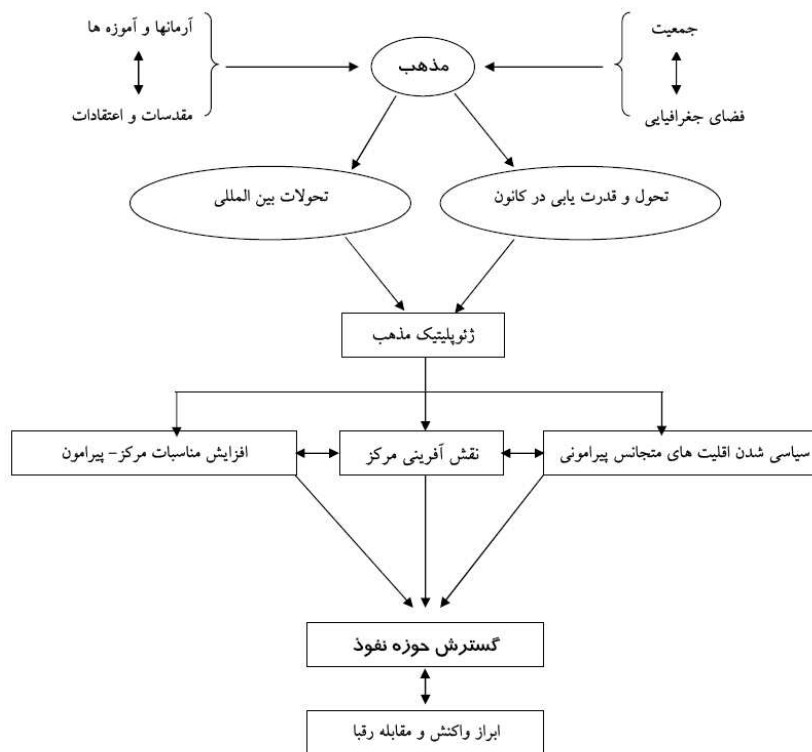 جمعیت
آرمانها و آموزه ها
مذهب
فضای جغرافیایی
مقدسات و اعتقادات
تحول و قدرت یابی در کانون
تحولات بین المللی
ژئوپلیتیک مذهب
سیاسی شدن اقلیت های متجانس پیرامونی
نقش آفرینی مرکز
افزایش مناسبات مرکز– پیرامون
گسترش حوزه نفوذ
ابراز واکنش و مقابله رقبا